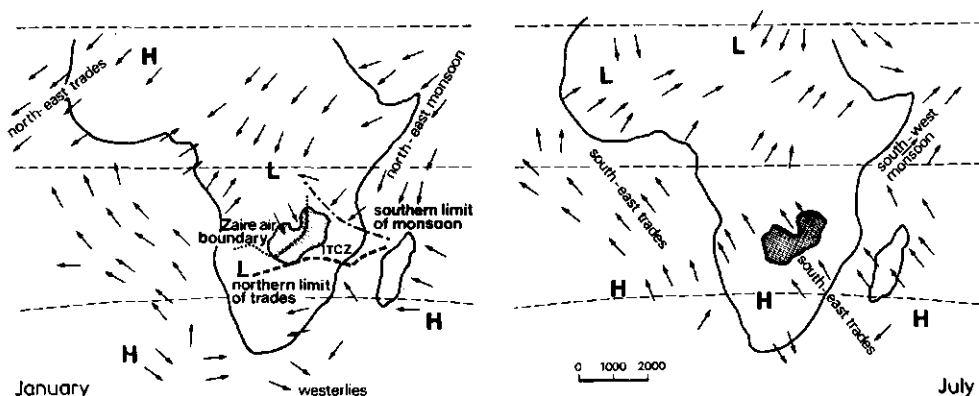 H
north-east trades
north-east monsoon
L
Zaire air
boundary
southern limit
of monsoon
ITCZ
L
northern limit
of trades
H
H
westerlies
January
L
L
south-west
monsoon
south-east trades
south-east trades
H
H
H
0 1000 2000
July